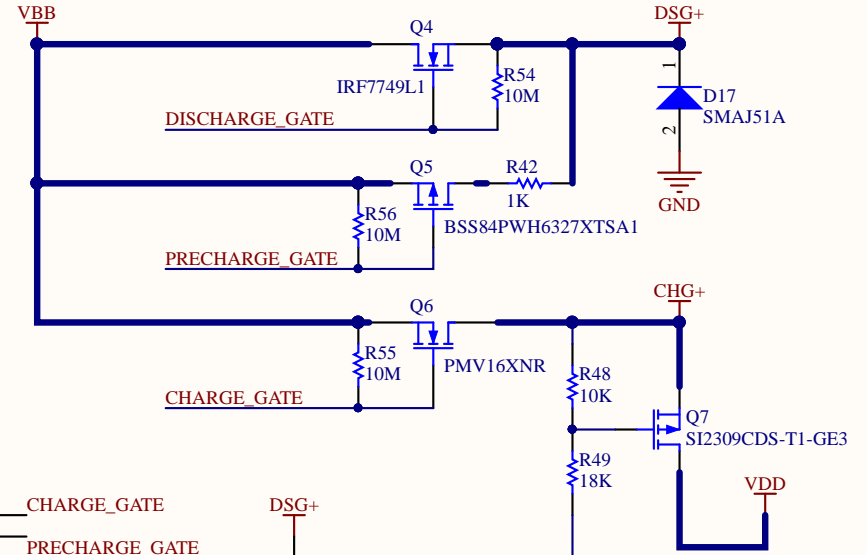 VBB
Q4
DSG+
IRF7749L1
R54
10M
1
D17
SMAJ51A
2
DISCHARGE_GATE
GND
Q5
R42
1K
R56
10M
BSS84PWH6327XTSA1
PRECHARGE_GATE
Q6
CHG+
R55
10M
PMV16XNR
R48
10K
CHARGE_GATE
Q7
SI2309CDS-T1-GE3
R49
18K
VDD
CHARGE_GATE
DSG+
PRECHARGE_GATE